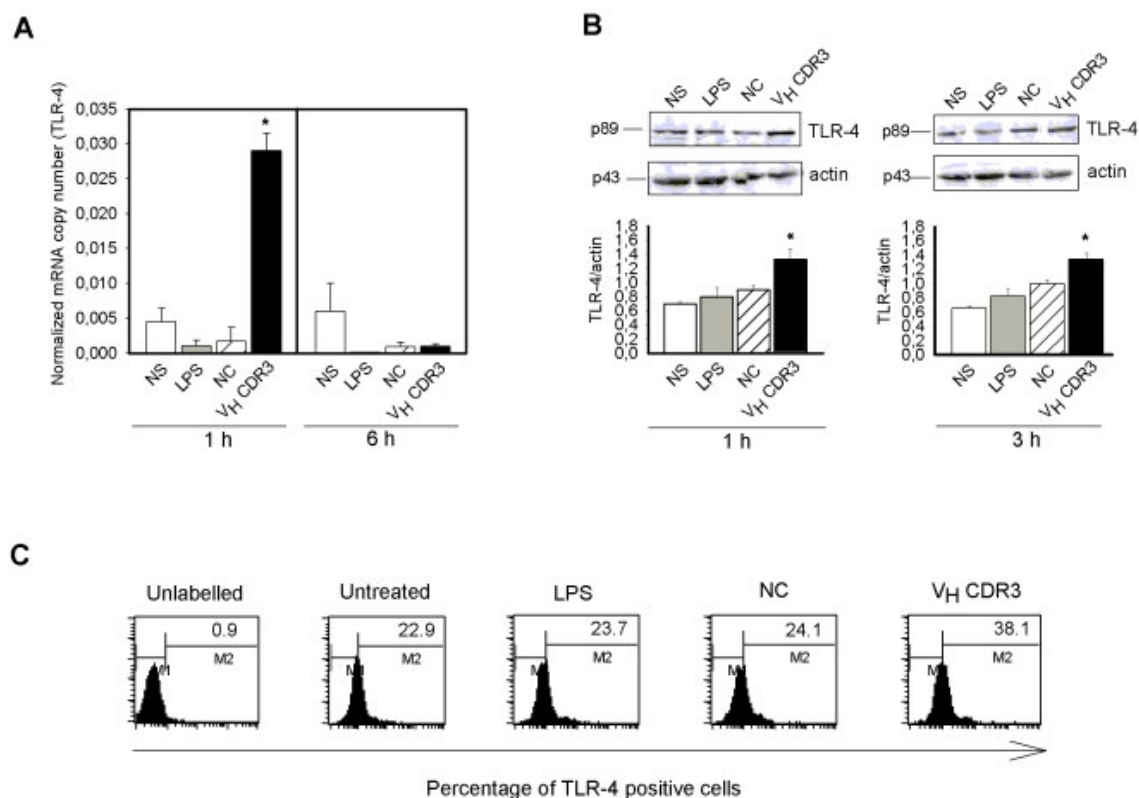 A
Normalized mRNA copy number (TLR-4)
0,035
0,030
0,025
0,020
0,015
0,010
0,005
0,000
*
NS LPS NC VH CDR3 NS LPS NC VH CDR3
1 h 6 h
B
NS LPS NC VH CDR3
p89 TLR-4
p43 actin
TLR-4/actin
1,8
1,6
1,4
1,2
1,0
0,8
0,6
0,4
0,2
0,0
*
NS LPS NC VH CDR3
1 h
NS LPS NC VH CDR3
p89 TLR-4
p43 actin
TLR-4/actin
1,8
1,6
1,4
1,2
1,0
0,8
0,6
0,4
0,2
0,0
*
NS LPS NC VH CDR3
3 h
C
Unlabelled Untreated LPS NC VH CDR3
0.9 22.9 23.7 24.1 38.1
M1 M2 M1 M2 M M2 M M2 M M2
Percentage of TLR-4 positive cells